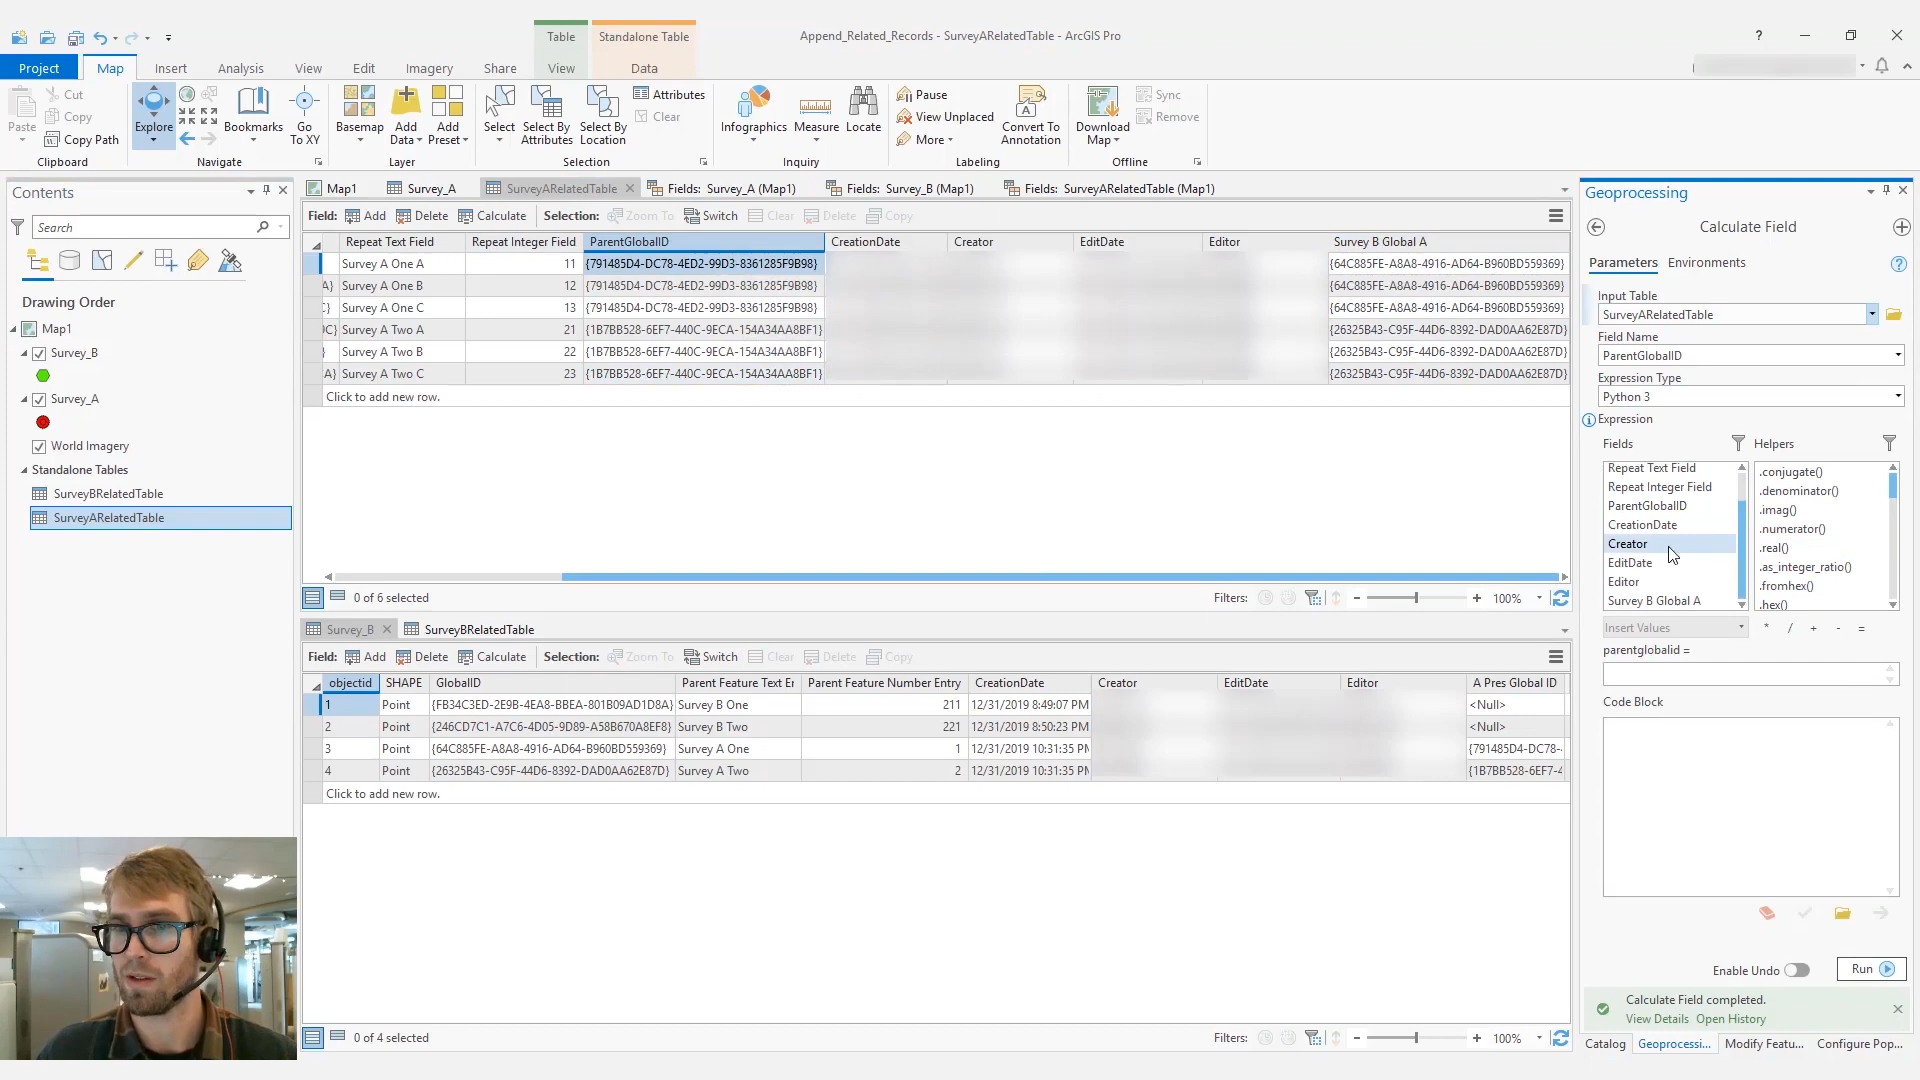 Table
Standalone Table
Append_Related_Records - SurveyARelatedTable - ArcGIS Pro
?
Project
Map
Insert
Analysis
View
Edit
Imagery
Share
View
Data
Paste
Cut
Copy
Copy Path
Clipboard
Explore
Bookmarks
Go To XY
Navigate
Basemap
Add Data
Add Preset
Layer
Select
Select By Attributes
Select By Location
Attributes
Clear
Selection
Infographics
Measure
Locate
Inquiry
Pause
View Unplaced
More
Convert To Annotation
Labeling
Download Map
Sync
Remove
Offline
Contents
Search
Drawing Order
Map1
Survey_B
Survey_A
World Imagery
Standalone Tables
SurveyBRelatedTable
SurveyARelatedTable
Map1
Survey_A
SurveyARelatedTable
Fields: Survey_A (Map1)
Fields: Survey_B (Map1)
Fields: SurveyARelatedTable (Map1)
Field: Add Delete Calculate Selection: Zoom To Switch Clear Delete Copy
Repeat Text Field Repeat Integer Field ParentGlobalID CreationDate Creator EditDate Editor Survey B Global A
Survey A One A 11 {791485D4-DC78-4ED2-99D3-8361285F9B98} {64C885FE-A8A8-4916-AD64-B960BD559369}
A} Survey A One B 12 {791485D4-DC78-4ED2-99D3-8361285F9B98} {64C885FE-A8A8-4916-AD64-B960BD559369}
:} Survey A One C 13 {791485D4-DC78-4ED2-99D3-8361285F9B98} {64C885FE-A8A8-4916-AD64-B960BD559369}
0C} Survey A Two A 21 {1B7BB528-6EF7-440C-9ECA-154A34AA8BF1} {26325B43-C95F-44D6-8392-DAD0AA62E87D}
} Survey A Two B 22 {1B7BB528-6EF7-440C-9ECA-154A34AA8BF1} {26325B43-C95F-44D6-8392-DAD0AA62E87D}
A} Survey A Two C 23 {1B7BB528-6EF7-440C-9ECA-154A34AA8BF1} {26325B43-C95F-44D6-8392-DAD0AA62E87D}
Click to add new row.
0 of 6 selected
Filters: - + 100%
Survey_B
SurveyBRelatedTable
Field: Add Delete Calculate Selection: Zoom To Switch Clear Delete Copy
objectid SHAPE GlobalID Parent Feature Text Er Parent Feature Number Entry CreationDate Creator EditDate Editor A Pres Global ID
1 Point {FB34C3ED-2E9B-4EA8-BBEA-801B09AD1D8A} Survey B One 211 12/31/2019 8:49:07 PM <Null>
2 Point {246CD7C1-A7C6-4D05-9D89-A58B670A8EF8} Survey B Two 221 12/31/2019 8:50:23 PM <Null>
3 Point {64C885FE-A8A8-4916-AD64-B960BD559369} Survey A One 1 12/31/2019 10:31:35 PM {791485D4-DC78-
4 Point {26325B43-C95F-44D6-8392-DAD0AA62E87D} Survey A Two 2 12/31/2019 10:31:35 PM {1B7BB528-6EF7-4
Click to add new row.
0 of 4 selected
Filters: - + 100%
Geoprocessing
Calculate Field
Parameters Environments
?
Input Table
SurveyARelatedTable
Field Name
ParentGlobalID
Expression Type
Python 3
Expression
Fields
Helpers
Repeat Text Field
Repeat Integer Field
ParentGlobalID
CreationDate
Creator
EditDate
Editor
Survey B Global A
.conjugate()
.denominator()
.imag()
.numerator()
.real()
.as_integer_ratio()
.fromhex()
.hex()
Insert Values
* / + - =
parentglobalid =
Code Block
Enable Undo
Run
Calculate Field completed.
View Details Open History
Catalog
Geoprocessi...
Modify Featu...
Configure Pop...